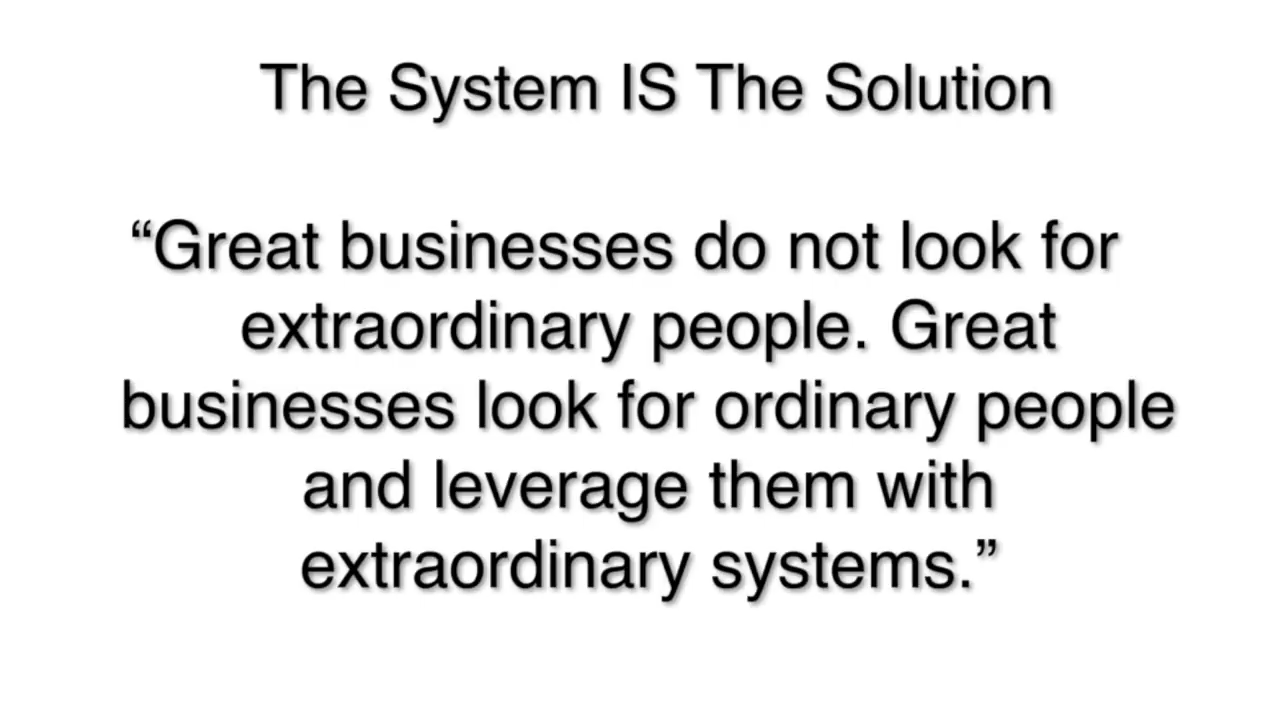 The System IS The Solution
“Great businesses do not look for
extraordinary people. Great
businesses look for ordinary people
and leverage them with
extraordinary systems.”